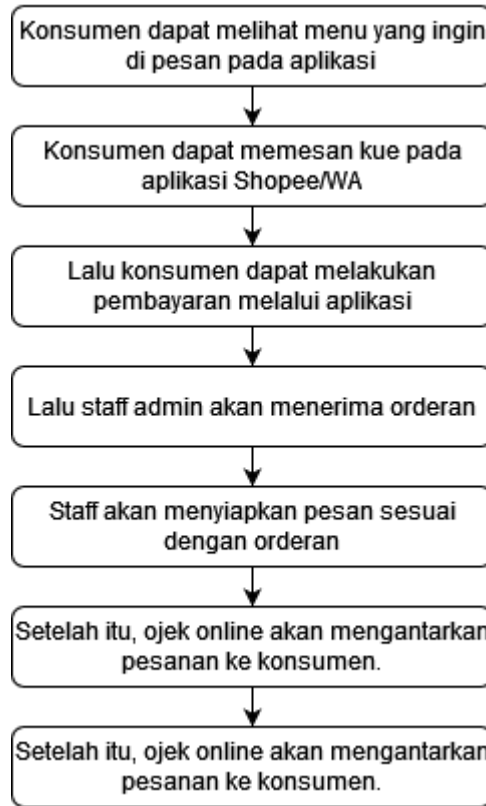 Konsumen dapat melihat menu yang ingin
di pesan pada aplikasi
Konsumen dapat memesan kue pada
aplikasi Shopee/WA
Lalu konsumen dapat melakukan
pembayaran melalui aplikasi
Lalu staff admin akan menerima orderan
Staff akan menyiapkan pesan sesuai
dengan orderan
Setelah itu, ojek online akan mengantarkan
pesanan ke konsumen.
Setelah itu, ojek online akan mengantarkan
pesanan ke konsumen.